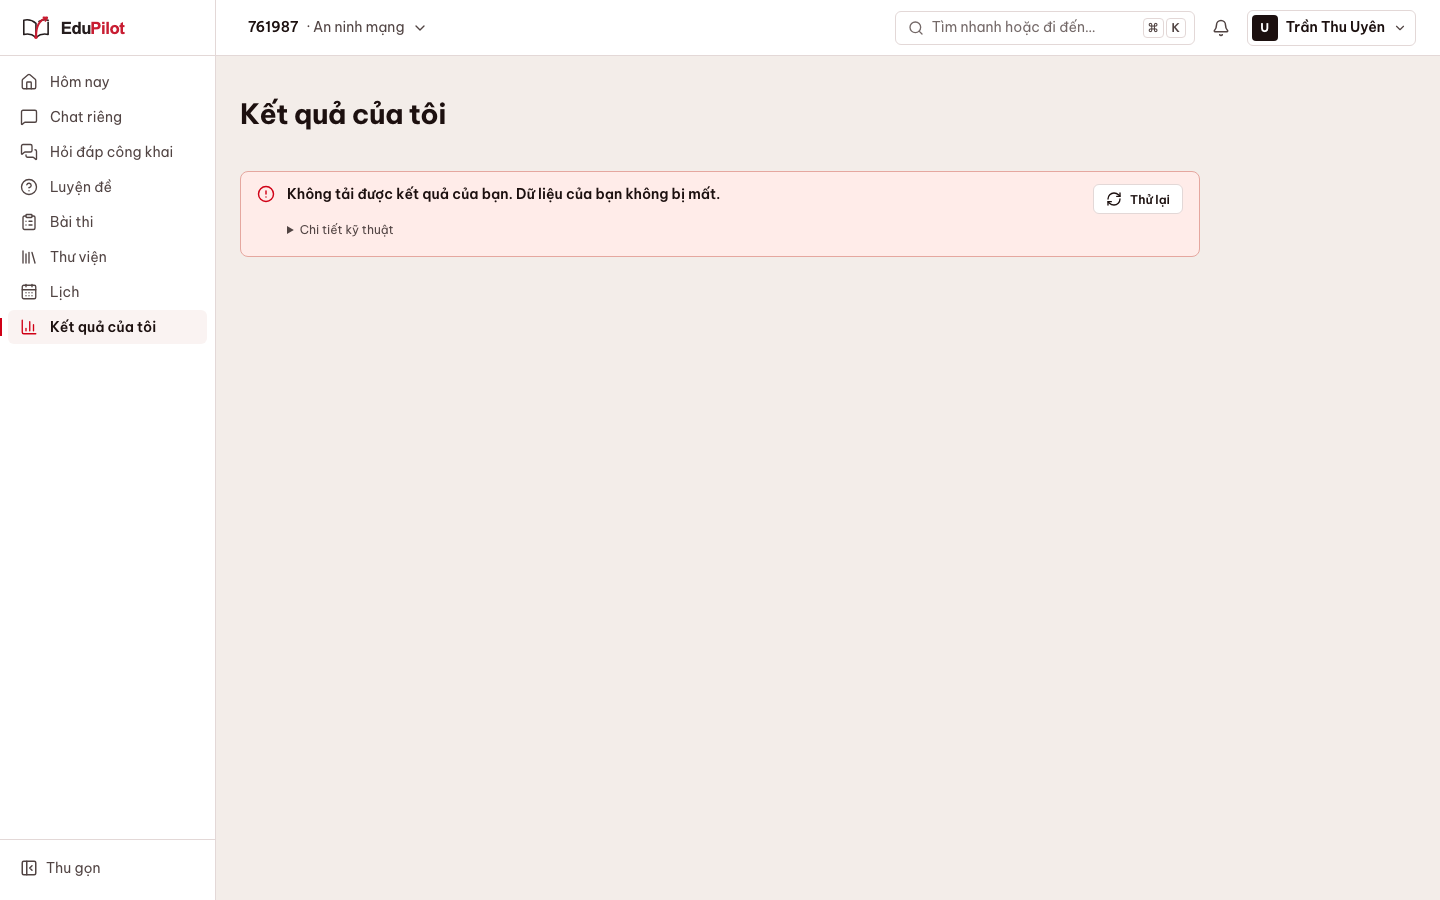 EduPilot
761987 · An ninh mạng
Tìm nhanh hoặc đi đến...
⌘ K
U
Trần Thu Uyên
Hôm nay
Chat riêng
Hỏi đáp công khai
Luyện đề
Bài thi
Thư viện
Lịch
Kết quả của tôi
Thu gọn
Kết quả của tôi
Không tải được kết quả của bạn. Dữ liệu của bạn không bị mất.
Thử lại
Chi tiết kỹ thuật